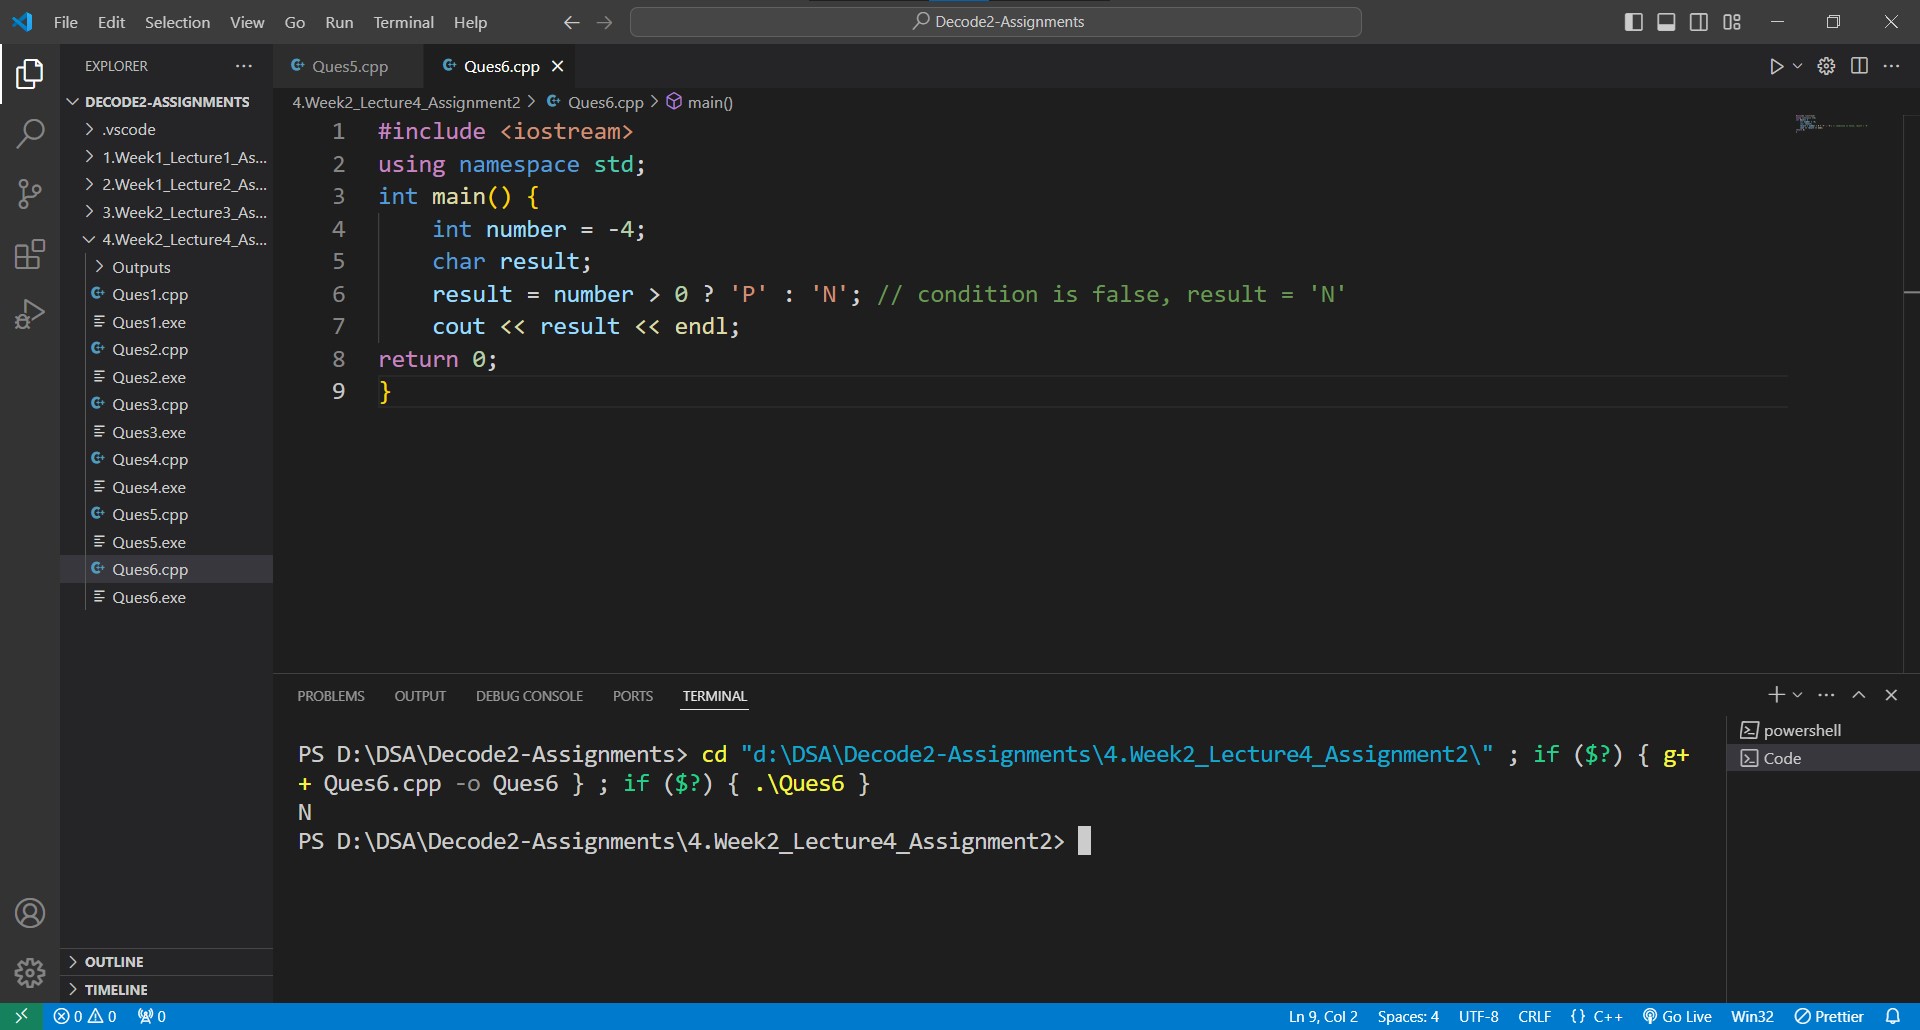 File Edit Selection View Go Run Terminal Help
Decode2-Assignments
EXPLORER
DECODE2-ASSIGNMENTS
.vscode
1.Week1_Lecture1_As...
2.Week1_Lecture2_As...
3.Week2_Lecture3_As...
4.Week2_Lecture4_As...
Outputs
Ques1.cpp
Ques1.exe
Ques2.cpp
Ques2.exe
Ques3.cpp
Ques3.exe
Ques4.cpp
Ques4.exe
Ques5.cpp
Ques5.exe
Ques6.cpp
Ques6.exe
OUTLINE
TIMELINE
Ques5.cpp Ques6.cpp
4.Week2_Lecture4_Assignment2 > Ques6.cpp > main()
1 #include <iostream>
2 using namespace std;
3 int main() {
4     int number = -4;
5     char result;
6     result = number > 0 ? 'P' : 'N'; // condition is false, result = 'N'
7     cout << result << endl;
8 return 0;
9 }
PROBLEMS OUTPUT DEBUG CONSOLE PORTS TERMINAL
PS D:\DSA\Decode2-Assignments> cd "d:\DSA\Decode2-Assignments\4.Week2_Lecture4_Assignment2\" ; if ($?) { g+
+ Ques6.cpp -o Ques6 } ; if ($?) { .\Ques6 }
N
PS D:\DSA\Decode2-Assignments\4.Week2_Lecture4_Assignment2>
powershell
Code
0 0 0 Ln 9, Col 2 Spaces: 4 UTF-8 CRLF {} C++ Go Live Win32 Prettier